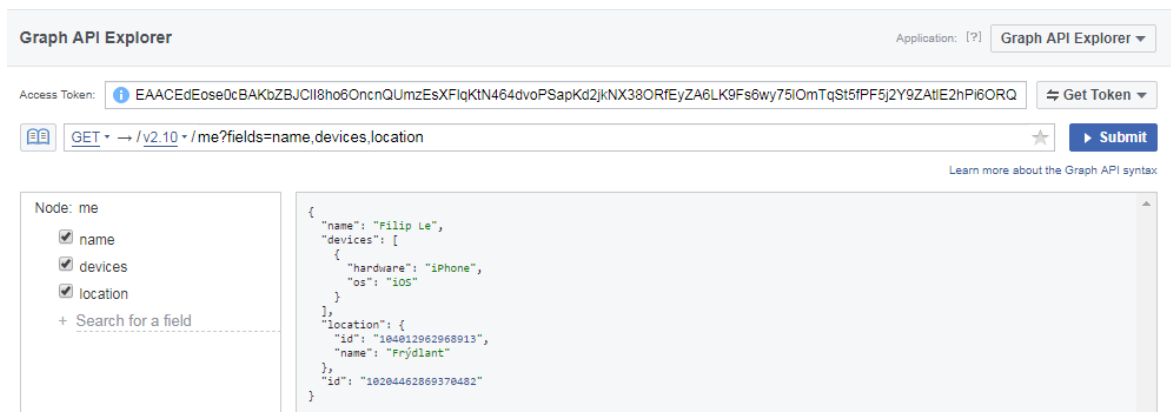 Graph API Explorer
Application: [?] Graph API Explorer
Access Token: EAACEdEose0cBAKbZBJCIl8ho6OncnQUmzEsXFIqKtN464dvoPSapKd2jkNX38ORfEyZA6LK9Fs6wy75lOmTqSt5fPF5j2Y9ZAtlE2hPi6ORQ Get Token
GET → / v2.10 / me?fields=name,devices,location Submit
Learn more about the Graph API syntax
Node: me
name
devices
location
+ Search for a field
{
"name": "Filip Le",
"devices": [
{
"hardware": "iPhone",
"os": "iOS"
}
],
"location": {
"id": "104012962968913",
"name": "Frýdlant"
},
"id": "10204462869370482"
}